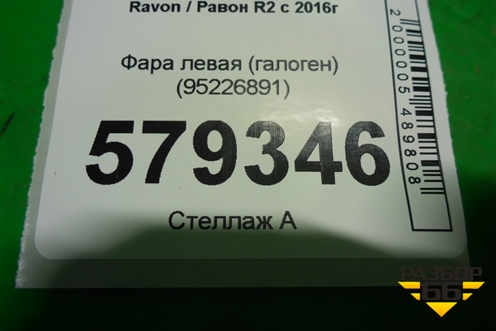 Ravon / Равон R2 с 2016г
Фара левая (галоген)
(95226891)
579346
Стеллаж А
2000005489808
РАЗБОР
66